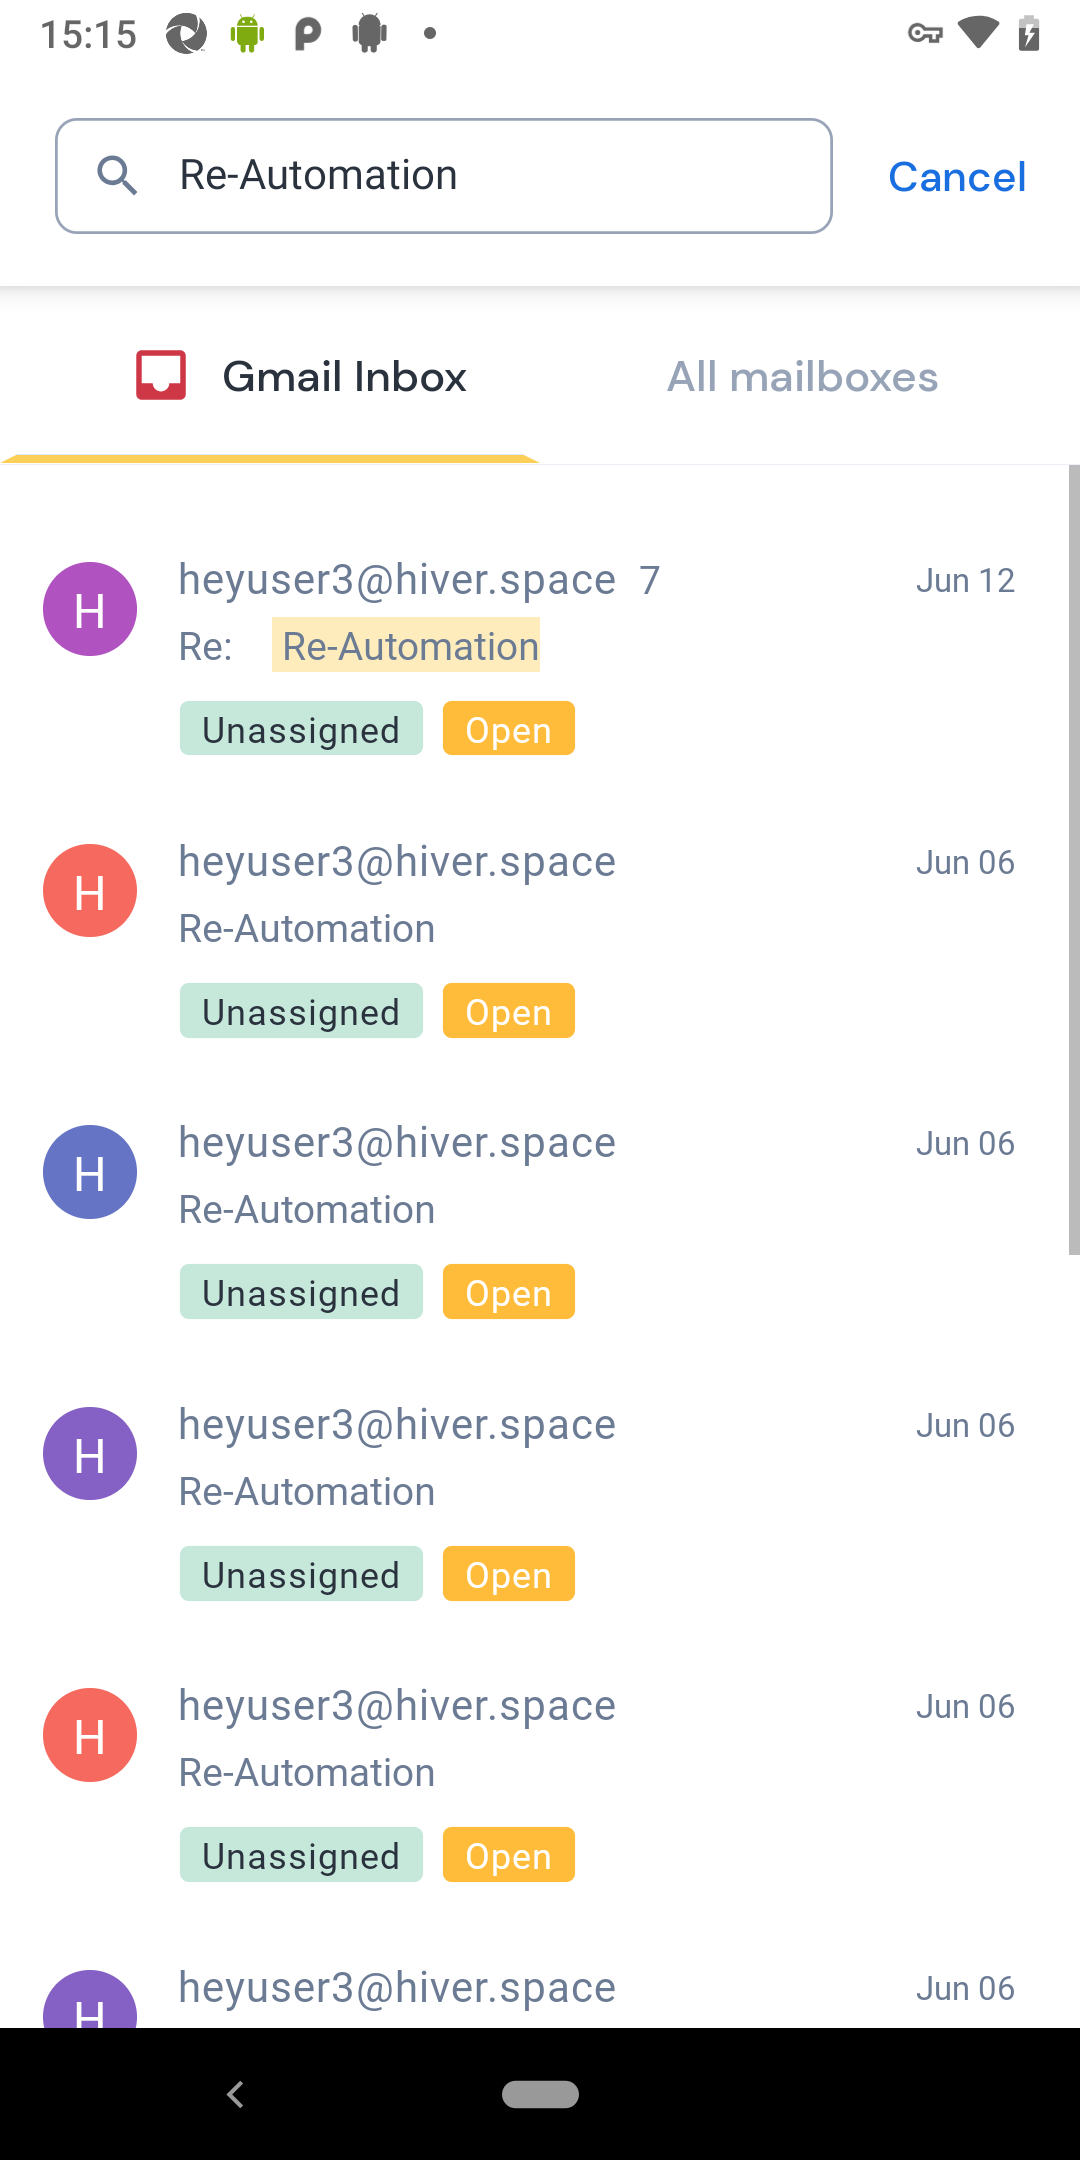 15:15
Re-Automation
Cancel
Gmail Inbox
All mailboxes
H
heyuser3@hiver.space 7
Jun 12
Re: Re-Automation
Unassigned
Open
H
heyuser3@hiver.space
Jun 06
Re-Automation
Unassigned
Open
H
heyuser3@hiver.space
Jun 06
Re-Automation
Unassigned
Open
H
heyuser3@hiver.space
Jun 06
Re-Automation
Unassigned
Open
H
heyuser3@hiver.space
Jun 06
Re-Automation
Unassigned
Open
H
heyuser3@hiver.space
Jun 06